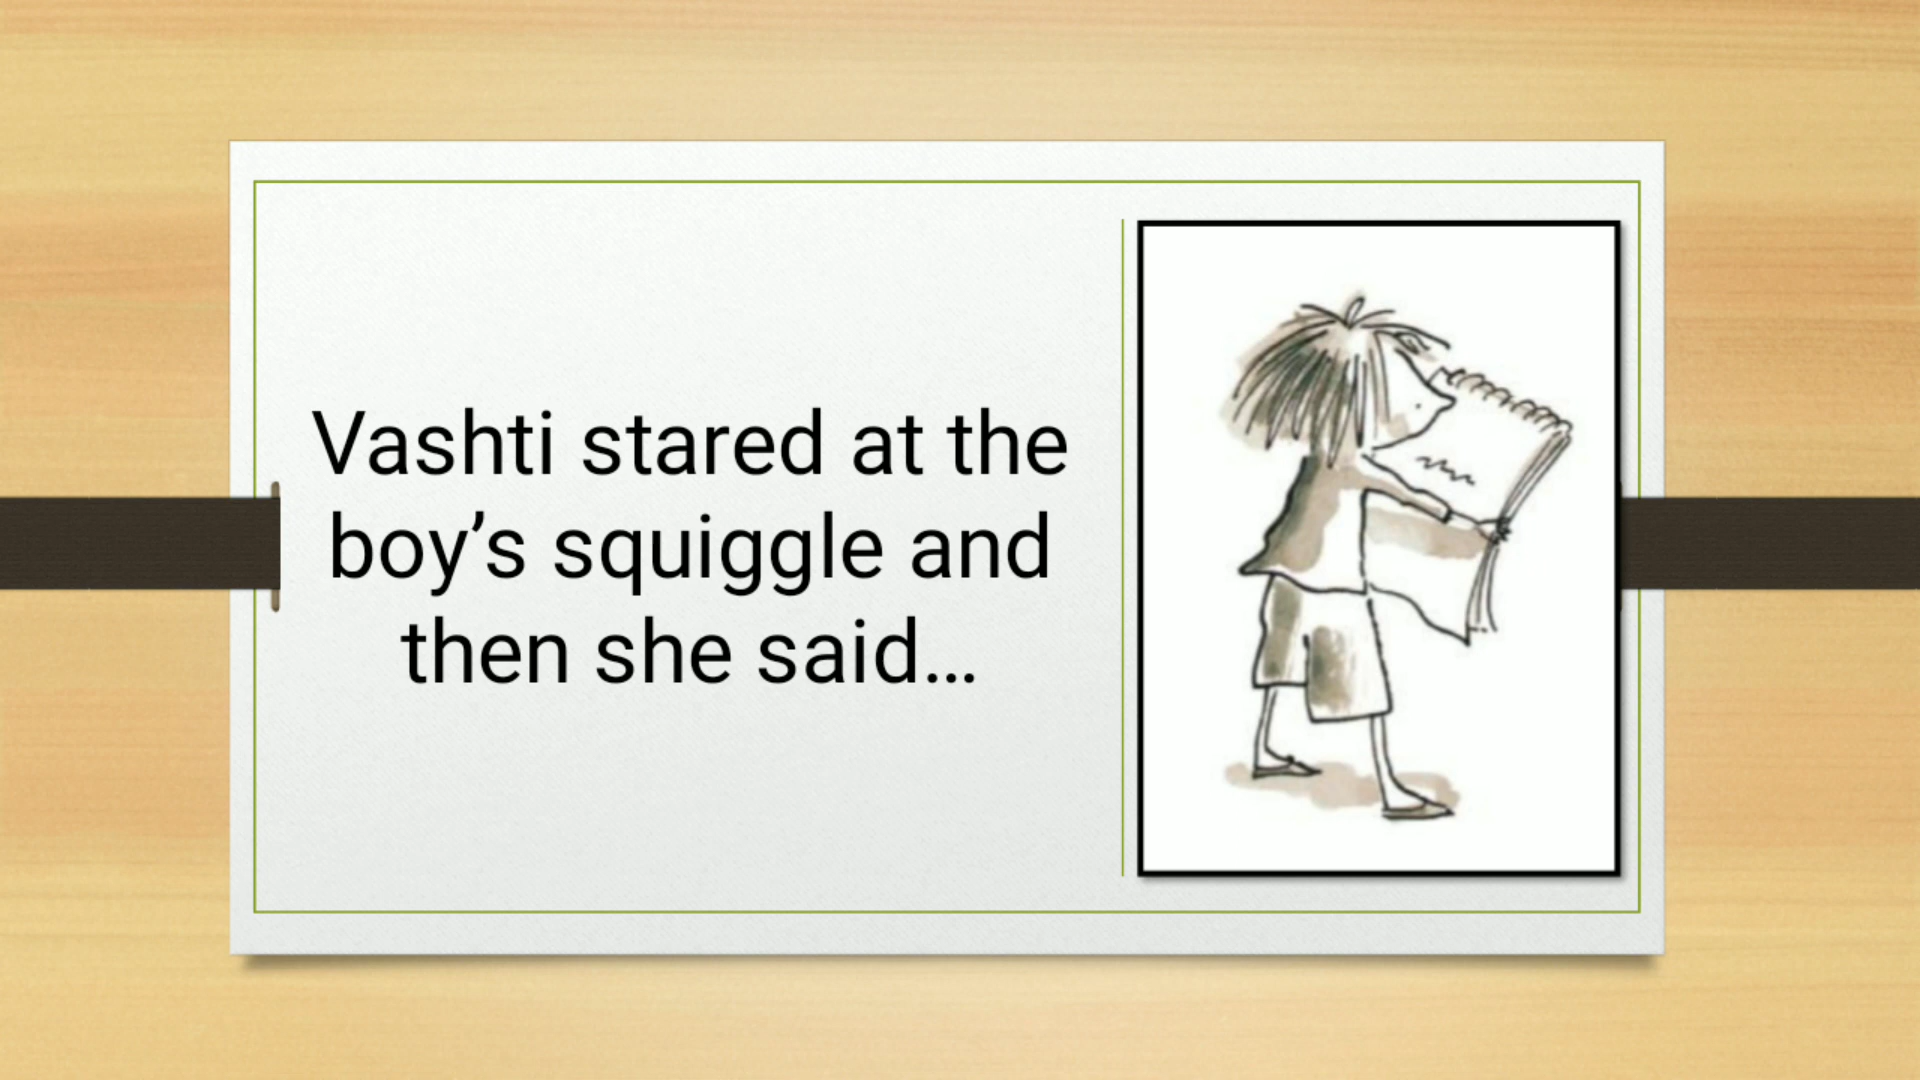 Vashti stared at the
boy’s squiggle and
then she said…